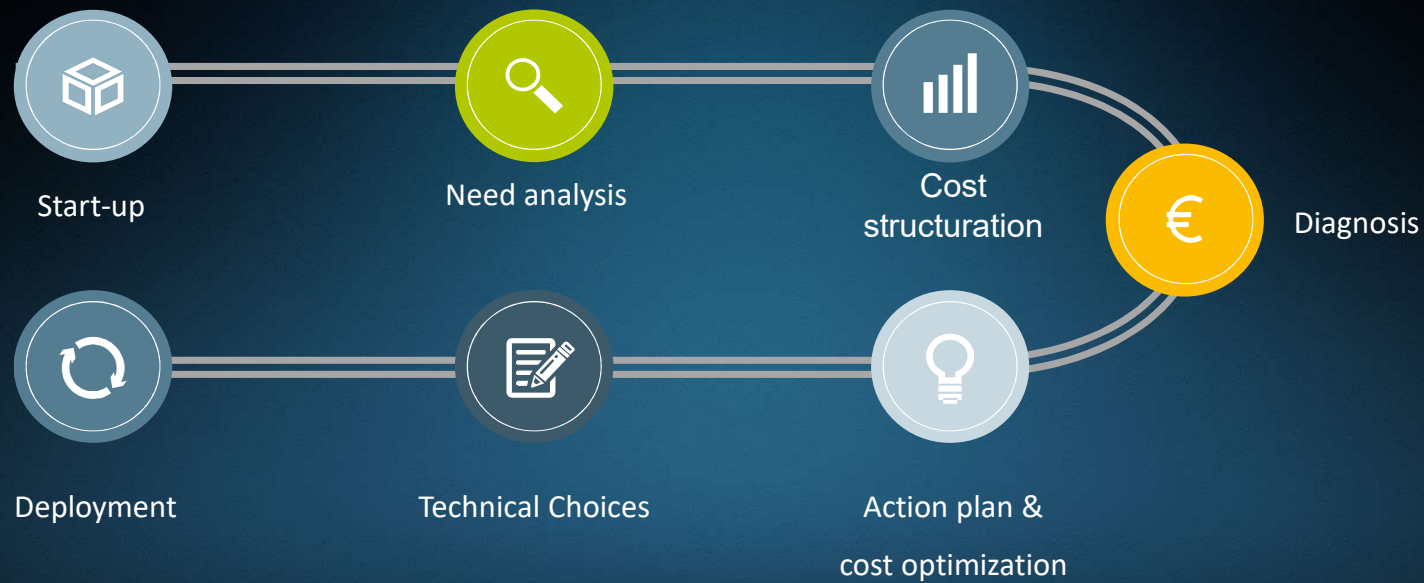 Start-up
Need analysis
Cost
structuration
€
Diagnosis
Deployment
Technical Choices
Action plan &
cost optimization